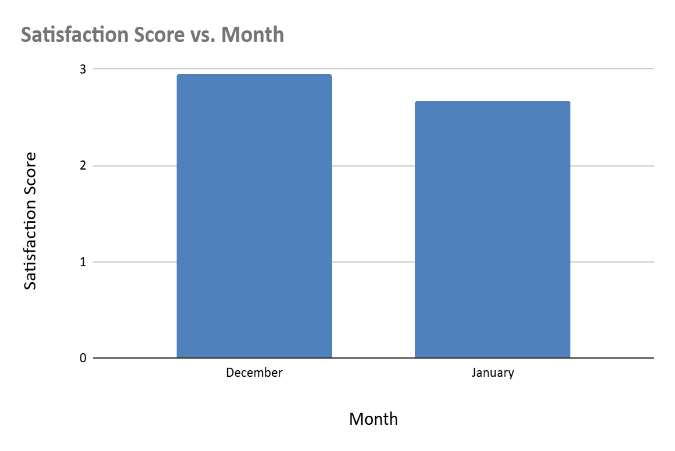 Satisfaction Score vs. Month
Satisfaction Score
3
2
1
0
December
January
Month